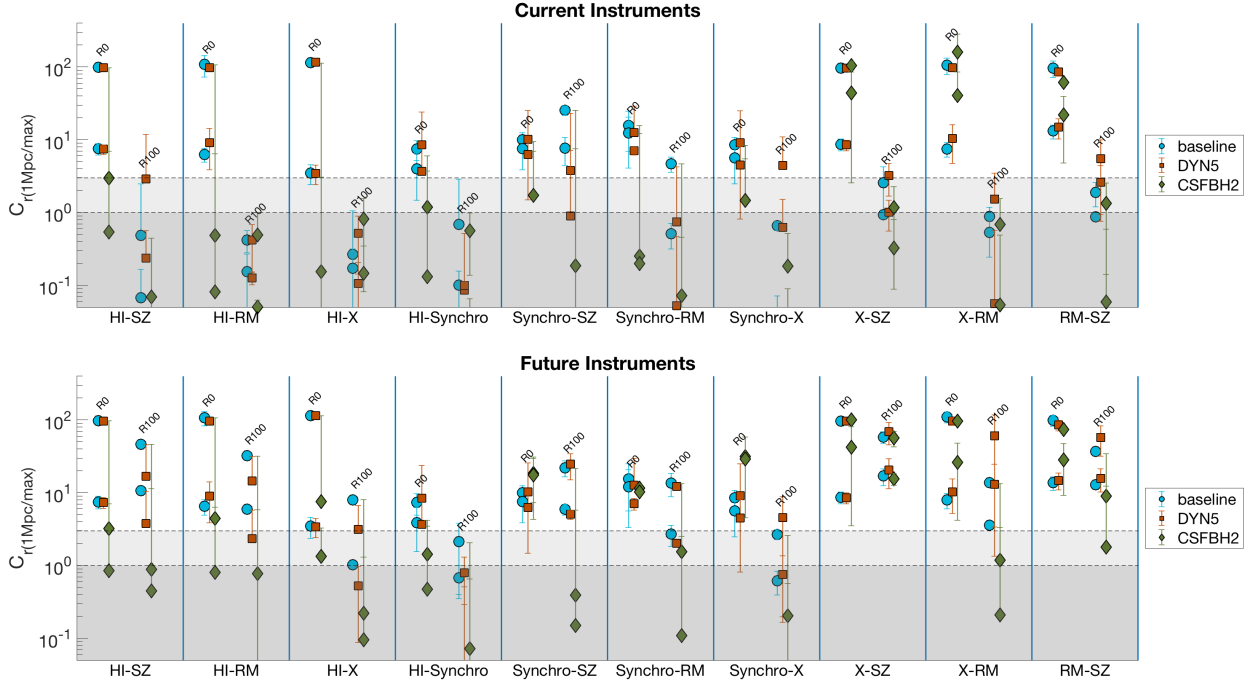 Current Instruments
C_r(1Mpc/max)
10^2
10^1
10^0
10^-1
R0 R100 R0 R100 R0 R100 R0 R100 R0 R100 R0 R100 R0 R100 R0 R100 R0 R100 R0 R100
HI-SZ HI-RM HI-X HI-Synchro Synchro-SZ Synchro-RM Synchro-X X-SZ X-RM RM-SZ
baseline
DYN5
CSFBH2
Future Instruments
C_r(1Mpc/max)
10^2
10^1
10^0
10^-1
R0 R100 R0 R100 R0 R100 R0 R100 R0 R100 R0 R100 R0 R100 R0 R100 R0 R100 R0 R100
HI-SZ HI-RM HI-X HI-Synchro Synchro-SZ Synchro-RM Synchro-X X-SZ X-RM RM-SZ
baseline
DYN5
CSFBH2